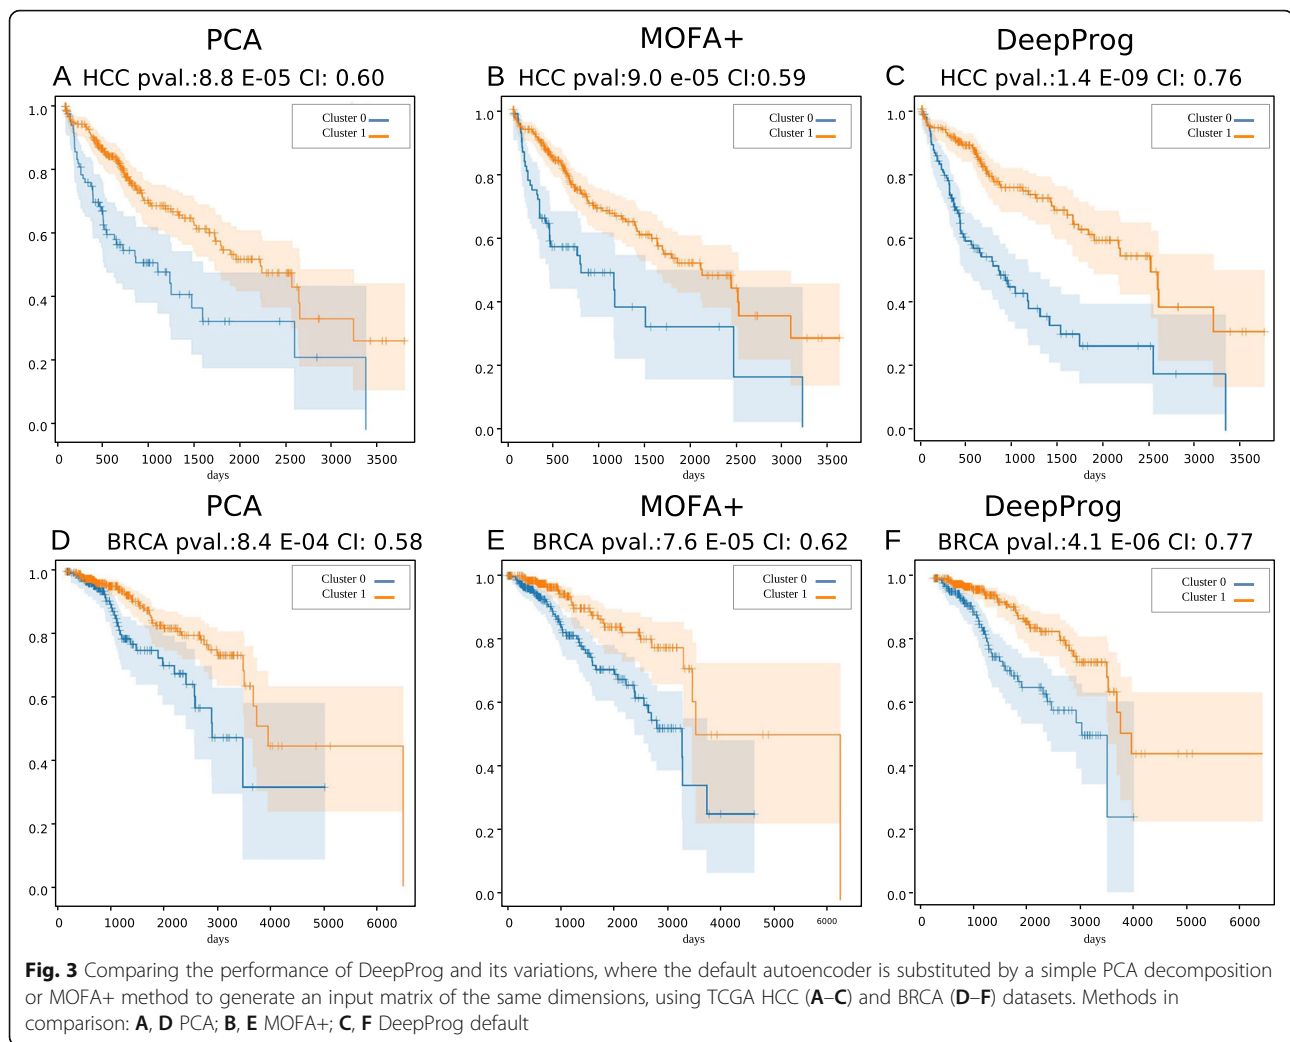 PCA
MOFA+
DeepProg
A HCC pval.:8.8 E-05 CI: 0.60
B HCC pval:9.0 e-05 CI:0.59
C HCC pval.:1.4 E-09 CI: 0.76
Cluster 0
Cluster 1
1.0
0.8
0.6
0.4
0.2
0.0
0 500 1000 1500 2000 2500 3000 3500
days
Cluster 0
Cluster 1
1.0
0.8
0.6
0.4
0.2
0.0
0 500 1000 1500 2000 2500 3000 3500
days
Cluster 0
Cluster 1
1.0
0.8
0.6
0.4
0.2
0.0
0 500 1000 1500 2000 2500 3000 3500
days
PCA
MOFA+
DeepProg
D BRCA pval.:8.4 E-04 CI: 0.58
E BRCA pval.:7.6 E-05 CI: 0.62
F BRCA pval.:4.1 E-06 CI: 0.77
Cluster 0
Cluster 1
1.0
0.8
0.6
0.4
0.2
0.0
0 1000 2000 3000 4000 5000 6000
days
Cluster 0
Cluster 1
1.0
0.8
0.6
0.4
0.2
0.0
0 1000 2000 3000 4000 5000 6000
days
Cluster 0
Cluster 1
1.0
0.8
0.6
0.4
0.2
0.0
0 1000 2000 3000 4000 5000 6000
days
Fig. 3 Comparing the performance of DeepProg and its variations, where the default autoencoder is substituted by a simple PCA decomposition
or MOFA+ method to generate an input matrix of the same dimensions, using TCGA HCC (A–C) and BRCA (D–F) datasets. Methods in
comparison: A, D PCA; B, E MOFA+; C, F DeepProg default